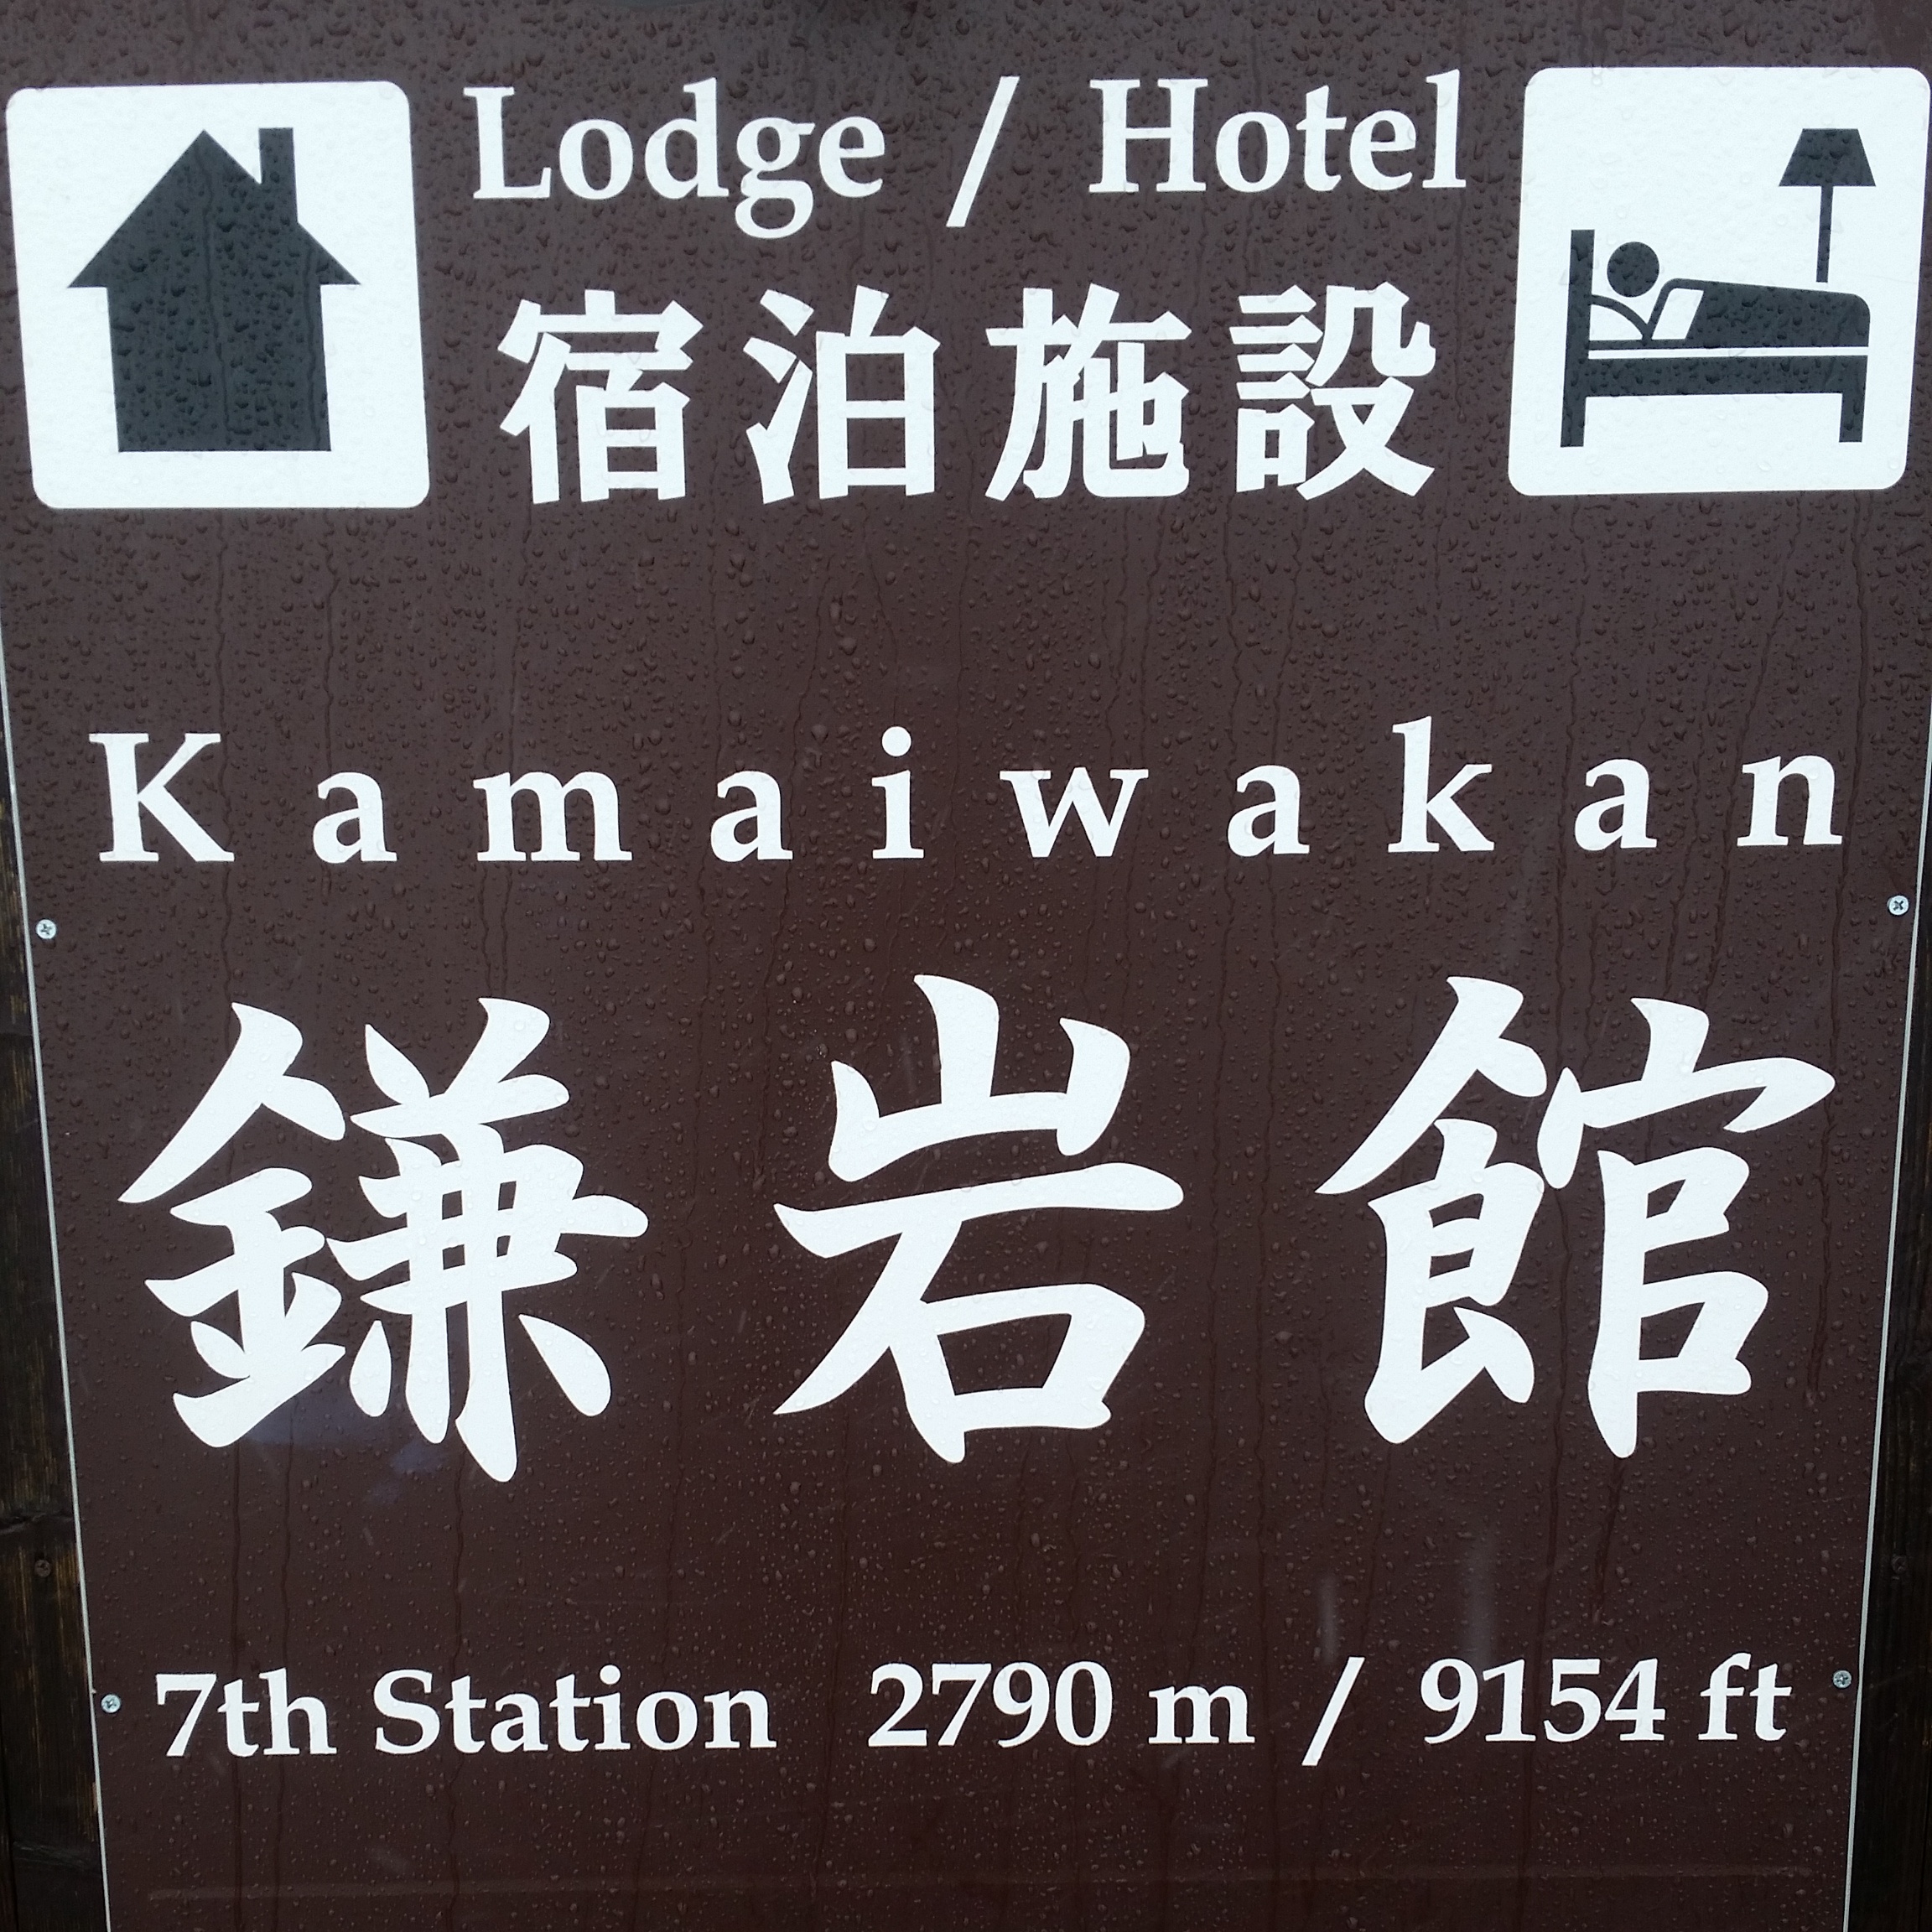 Lodge / Hotel
宿泊施設
Kamaiwakan
鎌岩館
7th Station 2790 m / 9154 ft